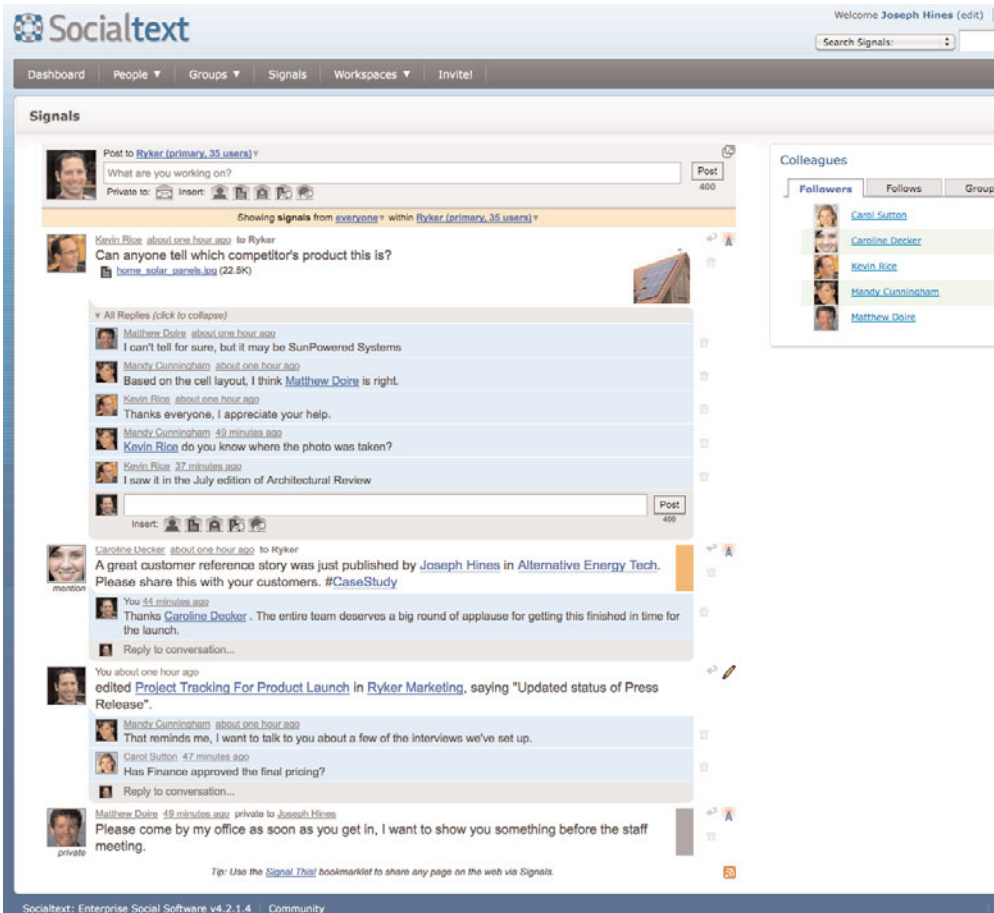 Socialtext
Welcome Joseph Hines (edit)
Search Signals:
Dashboard People ▼ Groups ▼ Signals Workspaces ▼ Invite!
Signals
Post to Ryker (primary, 35 users) ▾
What are you working on?
Post
Private to: Insert:
400
Showing signals from everyone ▾ within Ryker (primary, 35 users) ▾
Kevin Rice about one hour ago to Ryker
Can anyone tell which competitor's product this is?
home_solar_panels.jpg (22.5K)
▾ All Replies (click to collapse)
Matthew Doire about one hour ago
I can't tell for sure, but it may be SunPowered Systems
Mandy Cunningham about one hour ago
Based on the cell layout, I think Matthew Doire is right.
Kevin Rice about one hour ago
Thanks everyone, I appreciate your help.
Mandy Cunningham 49 minutes ago
Kevin Rice do you know where the photo was taken?
Kevin Rice 37 minutes ago
I saw it in the July edition of Architectural Review
Post
Insert:
400
Caroline Decker about one hour ago to Ryker
A great customer reference story was just published by Joseph Hines in Alternative Energy Tech.
Please share this with your customers. #CaseStudy
mention
You 44 minutes ago
Thanks Caroline Decker . The entire team deserves a big round of applause for getting this finished in time for
the launch.
Reply to conversation...
You about one hour ago
edited Project Tracking For Product Launch in Ryker Marketing, saying "Updated status of Press
Release".
Mandy Cunningham about one hour ago
That reminds me, I want to talk to you about a few of the interviews we've set up.
Carol Sutton 47 minutes ago
Has Finance approved the final pricing?
Reply to conversation...
Matthew Doire 49 minutes ago private to Joseph Hines
Please come by my office as soon as you get in, I want to show you something before the staff
meeting.
private
Tip: Use the Signal This! bookmarklet to share any page on the web via Signals.
Colleagues
Followers Follows Group
Carol Sutton
Caroline Decker
Kevin Rice
Mandy Cunningham
Matthew Doire
Socialtext: Enterprise Social Software v4.2.1.4 Community